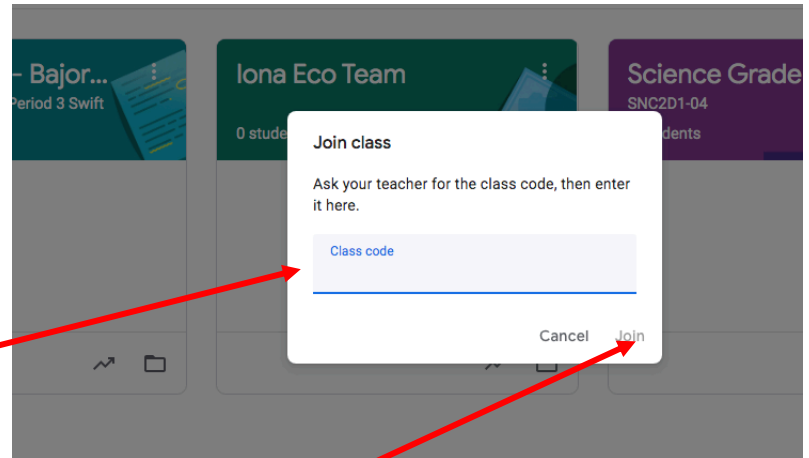 - Bajor...
Period 3 Swift
Iona Eco Team
0 stude
Science Grade
SNC2D1-04
dents
Join class
Ask your teacher for the class code, then enter
it here.
Class code
Cancel
Join